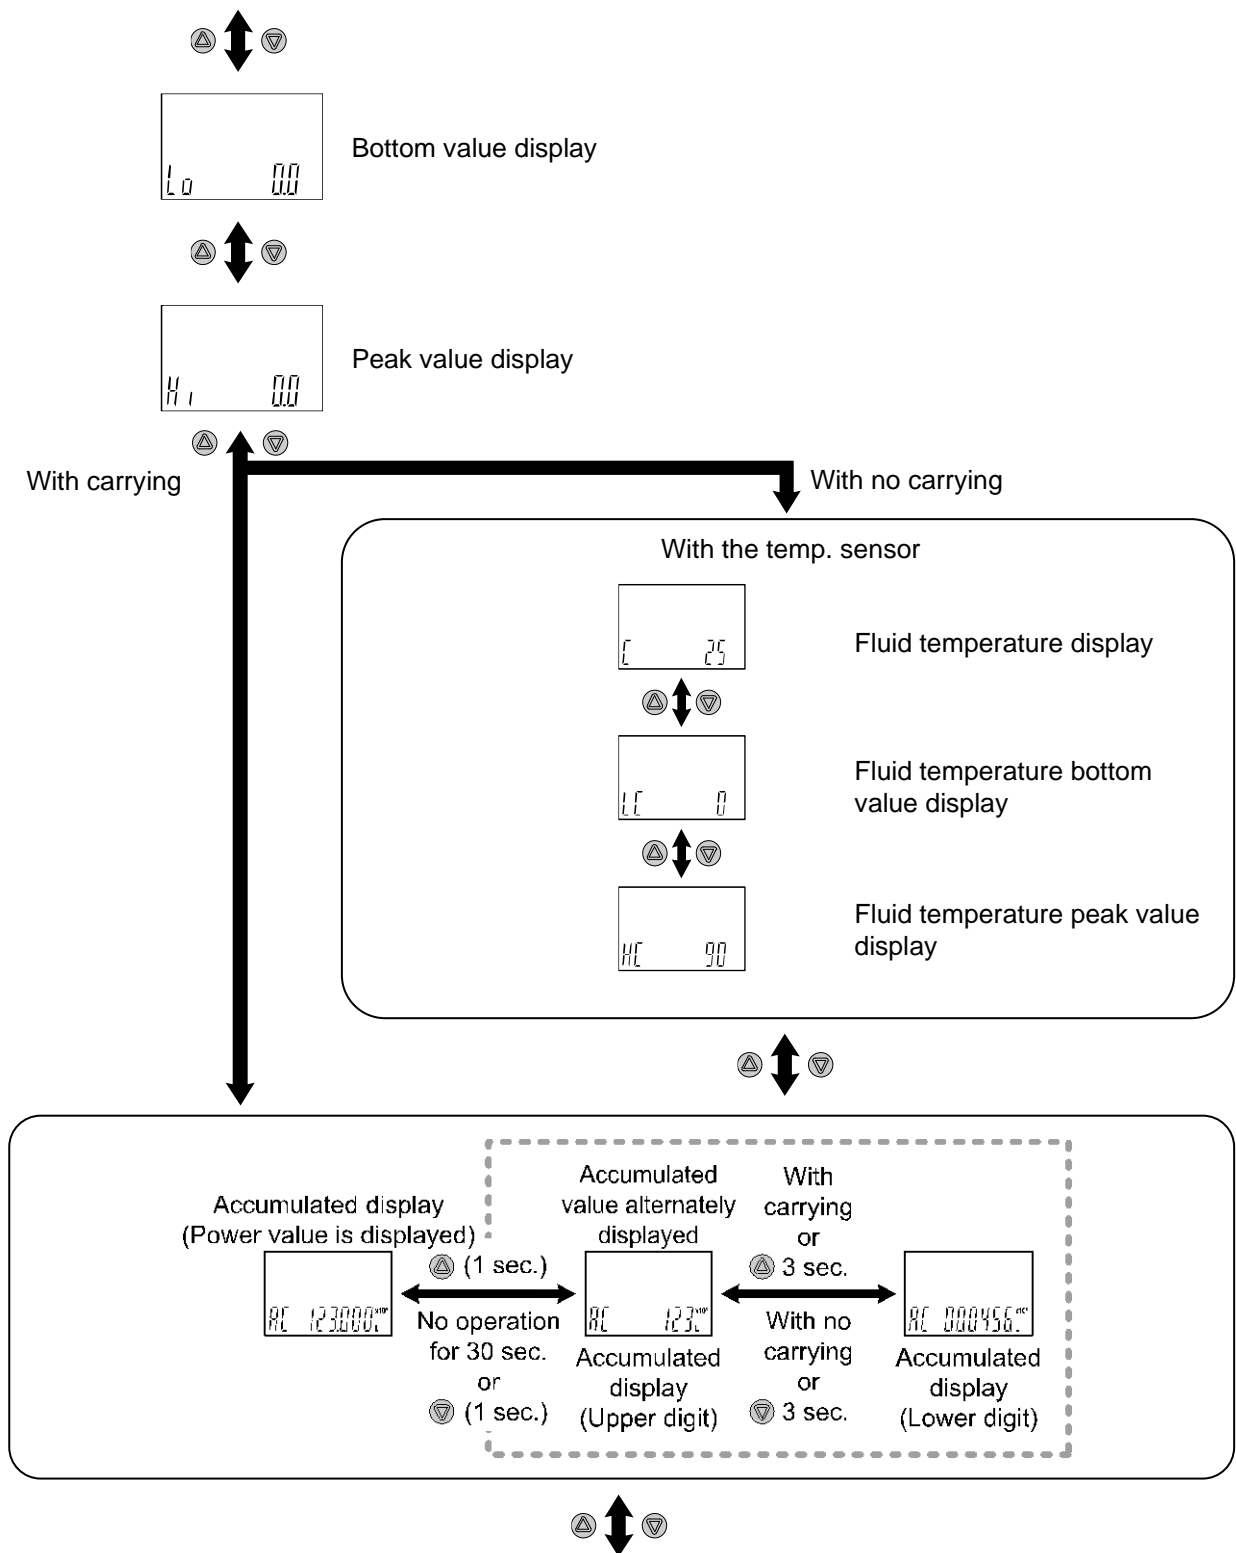 Lo 0.0
Bottom value display
Hi 0.0
Peak value display
With carrying
With no carrying
With the temp. sensor
C 25
Fluid temperature display
LC 0
Fluid temperature bottom
value display
HC 90
Fluid temperature peak value
display
Accumulated display
(Power value is displayed)
AC 123.000.
(1 sec.)
No operation
for 30 sec.
or
(1 sec.)
Accumulated
value alternately
displayed
AC 123.
Accumulated
display
(Upper digit)
With
carrying
or
3 sec.
With no
carrying
or
3 sec.
AC 000456.
Accumulated
display
(Lower digit)